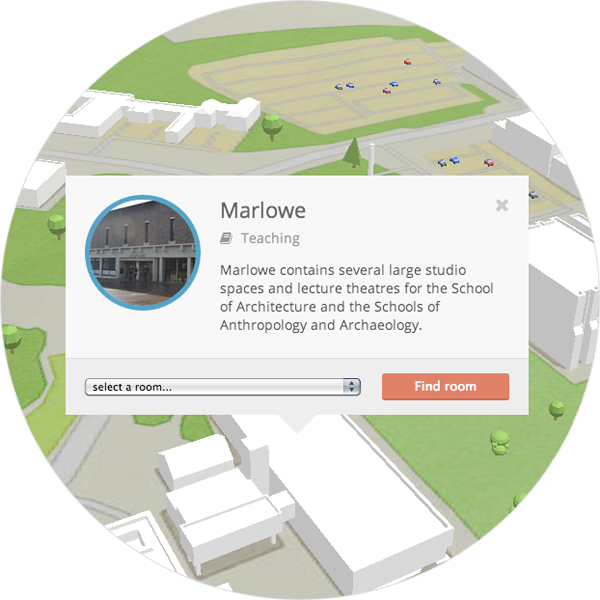 Marlowe
Teaching
Marlowe contains several large studio
spaces and lecture theatres for the School
of Architecture and the Schools of
Anthropology and Archaeology.
select a room...
Find room